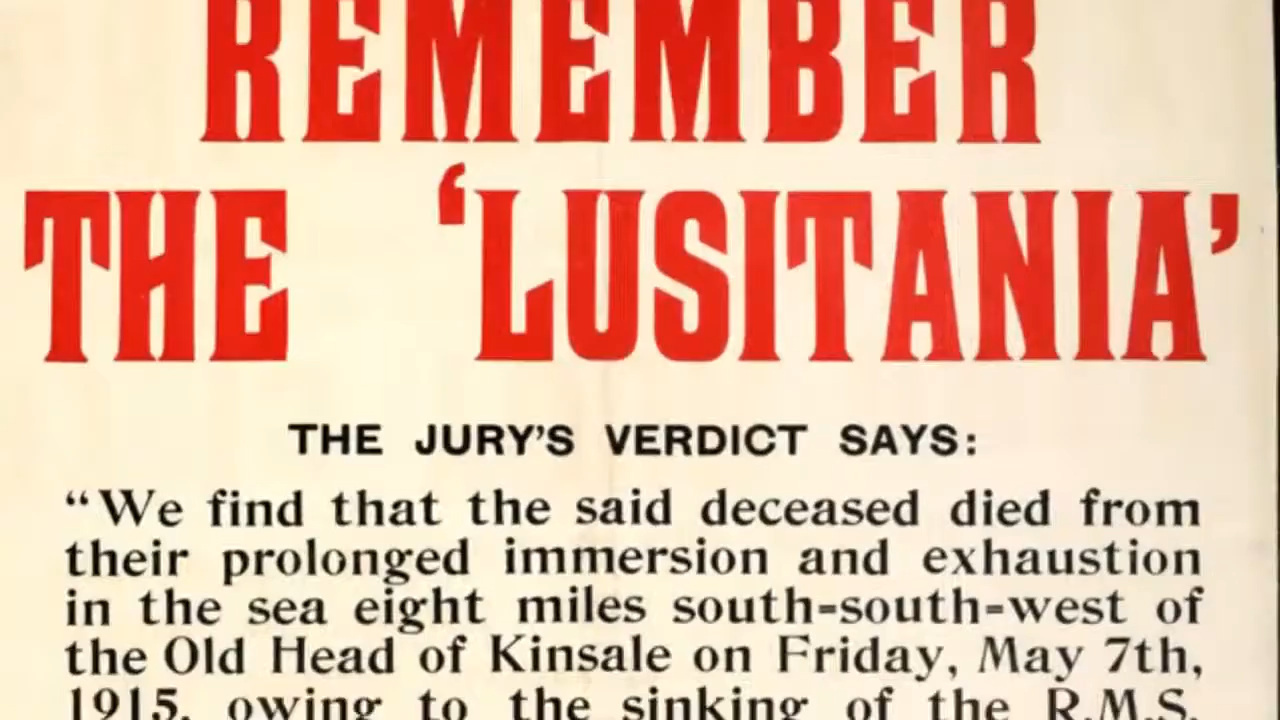 REMEMBER
THE 'LUSITANIA'
THE JURY'S VERDICT SAYS:
“We find that the said deceased died from
their prolonged immersion and exhaustion
in the sea eight miles south-south-west of
the Old Head of Kinsale on Friday, May 7th,
1915, owing to the sinking of the R.M.S.